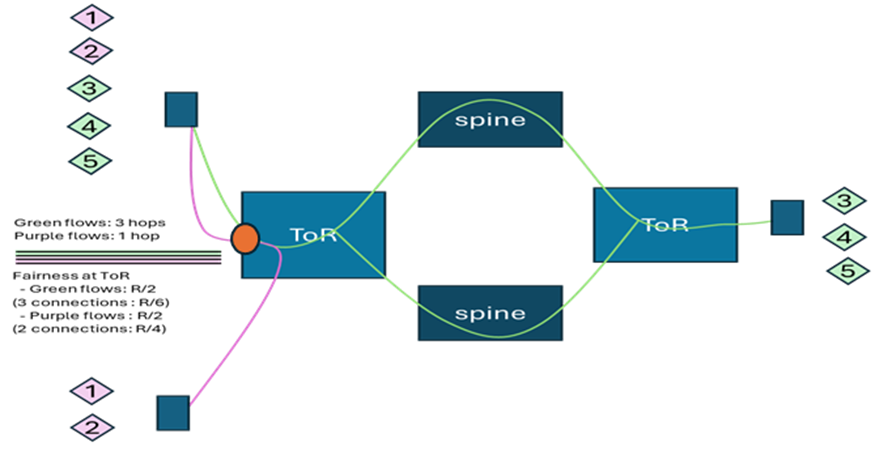 1
2
3
4
5
spine
Green flows: 3 hops
Purple flows: 1 hop
ToR
ToR
3
4
5
Fairness at ToR
- Green flows: R/2
(3 connections : R/6)
- Purple flows : R/2
(2 connections: R/4)
spine
1
2